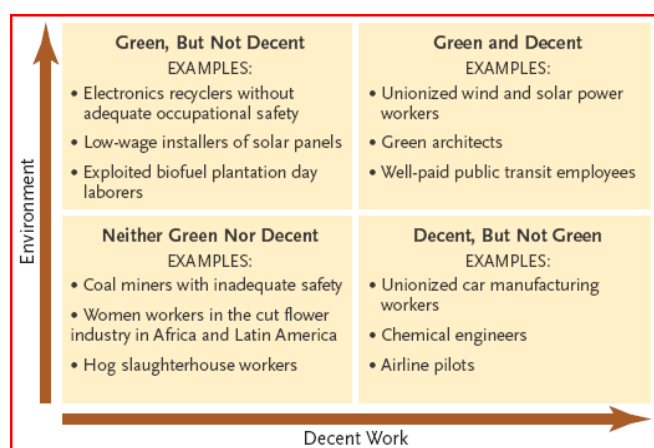 Green, But Not Decent
EXAMPLES:
• Electronics recyclers without
adequate occupational safety
• Low-wage installers of solar panels
• Exploited biofuel plantation day
laborers
Green and Decent
EXAMPLES:
• Unionized wind and solar power
workers
• Green architects
• Well-paid public transit employees
Environment
Neither Green Nor Decent
EXAMPLES:
• Coal miners with inadequate safety
• Women workers in the cut flower
industry in Africa and Latin America
• Hog slaughterhouse workers
Decent, But Not Green
EXAMPLES:
• Unionized car manufacturing
workers
• Chemical engineers
• Airline pilots
Decent Work